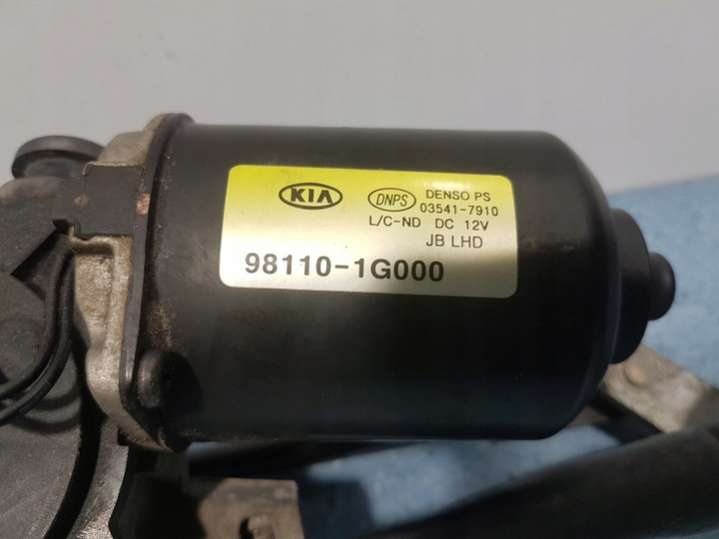 KIA DNPS DENSO PS
03541-7910
L/C-ND DC 12V
JB LHD
98110-1G000